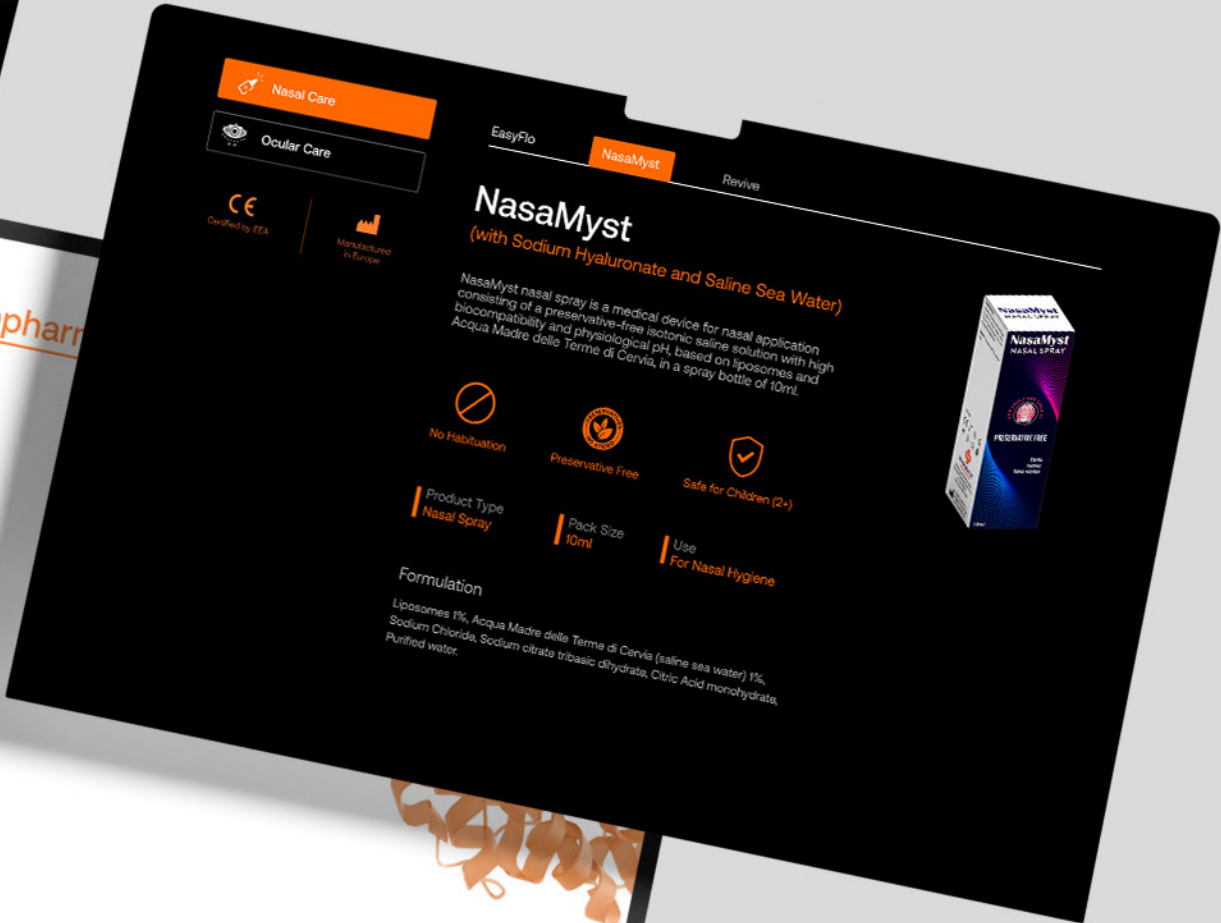 Nasal Care
Ocular Care
CE
Certified by EEA
Manufactured
in Europe
EasyFlo
NasaMyst
Revive
NasaMyst
(with Sodium Hyaluronate and Saline Sea Water)
NasaMyst nasal spray is a medical device for nasal application
consisting of a preservative-free isotonic saline solution with high
biocompatibility and physiological pH, based on liposomes and
Acqua Madre delle Terme di Cervia, in a spray bottle of 10ml.
No Habituation
Preservative Free
Safe for Children (2+)
Product Type
Nasal Spray
Pack Size
10ml
Use
For Nasal Hygiene
Formulation
Liposomes 1%, Acqua Madre delle Terme di Cervia (saline sea water) 1%,
Sodium Chloride, Sodium citrate tribasic dihydrate, Citric Acid monohydrate,
Purified water.
NasaMyst
NASAL SPRAY
NasaMyst
NASAL SPRAY
PRESERVATIVE FREE